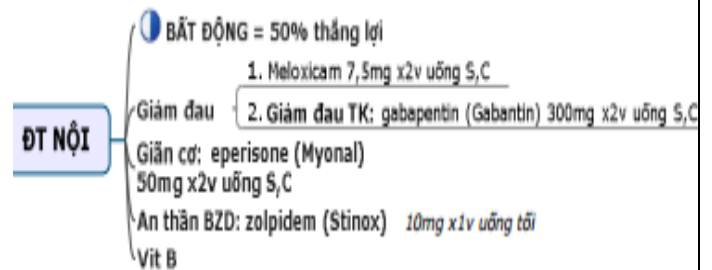 ĐT NỘI
BẤT ĐỘNG = 50% thắng lợi
Giảm đau
1. Meloxicam 7,5mg x2v uống S,C
2. Giảm đau TK: gabapentin (Gabantin) 300mg x2v uống S,C
Giãn cơ: eperisone (Myonal)
50mg x2v uống S,C
An thần BZD: zolpidem (Stinox) 10mg x1v uống tối
Vit B